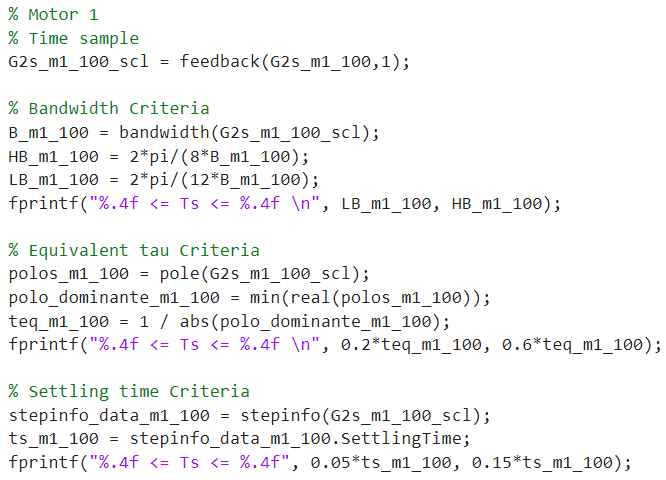 % Motor 1
% Time sample
G2s_m1_100_scl = feedback(G2s_m1_100,1);
% Bandwidth Criteria
B_m1_100 = bandwidth(G2s_m1_100_scl);
HB_m1_100 = 2*pi/(8*B_m1_100);
LB_m1_100 = 2*pi/(12*B_m1_100);
fprintf("%.4f <= Ts <= %.4f \n", LB_m1_100, HB_m1_100);
% Equivalent tau Criteria
polos_m1_100 = pole(G2s_m1_100_scl);
polo_dominante_m1_100 = min(real(polos_m1_100));
teq_m1_100 = 1 / abs(polo_dominante_m1_100);
fprintf("%.4f <= Ts <= %.4f \n", 0.2*teq_m1_100, 0.6*teq_m1_100);
% Settling time Criteria
stepinfo_data_m1_100 = stepinfo(G2s_m1_100_scl);
ts_m1_100 = stepinfo_data_m1_100.SettlingTime;
fprintf("%.4f <= Ts <= %.4f", 0.05*ts_m1_100, 0.15*ts_m1_100);